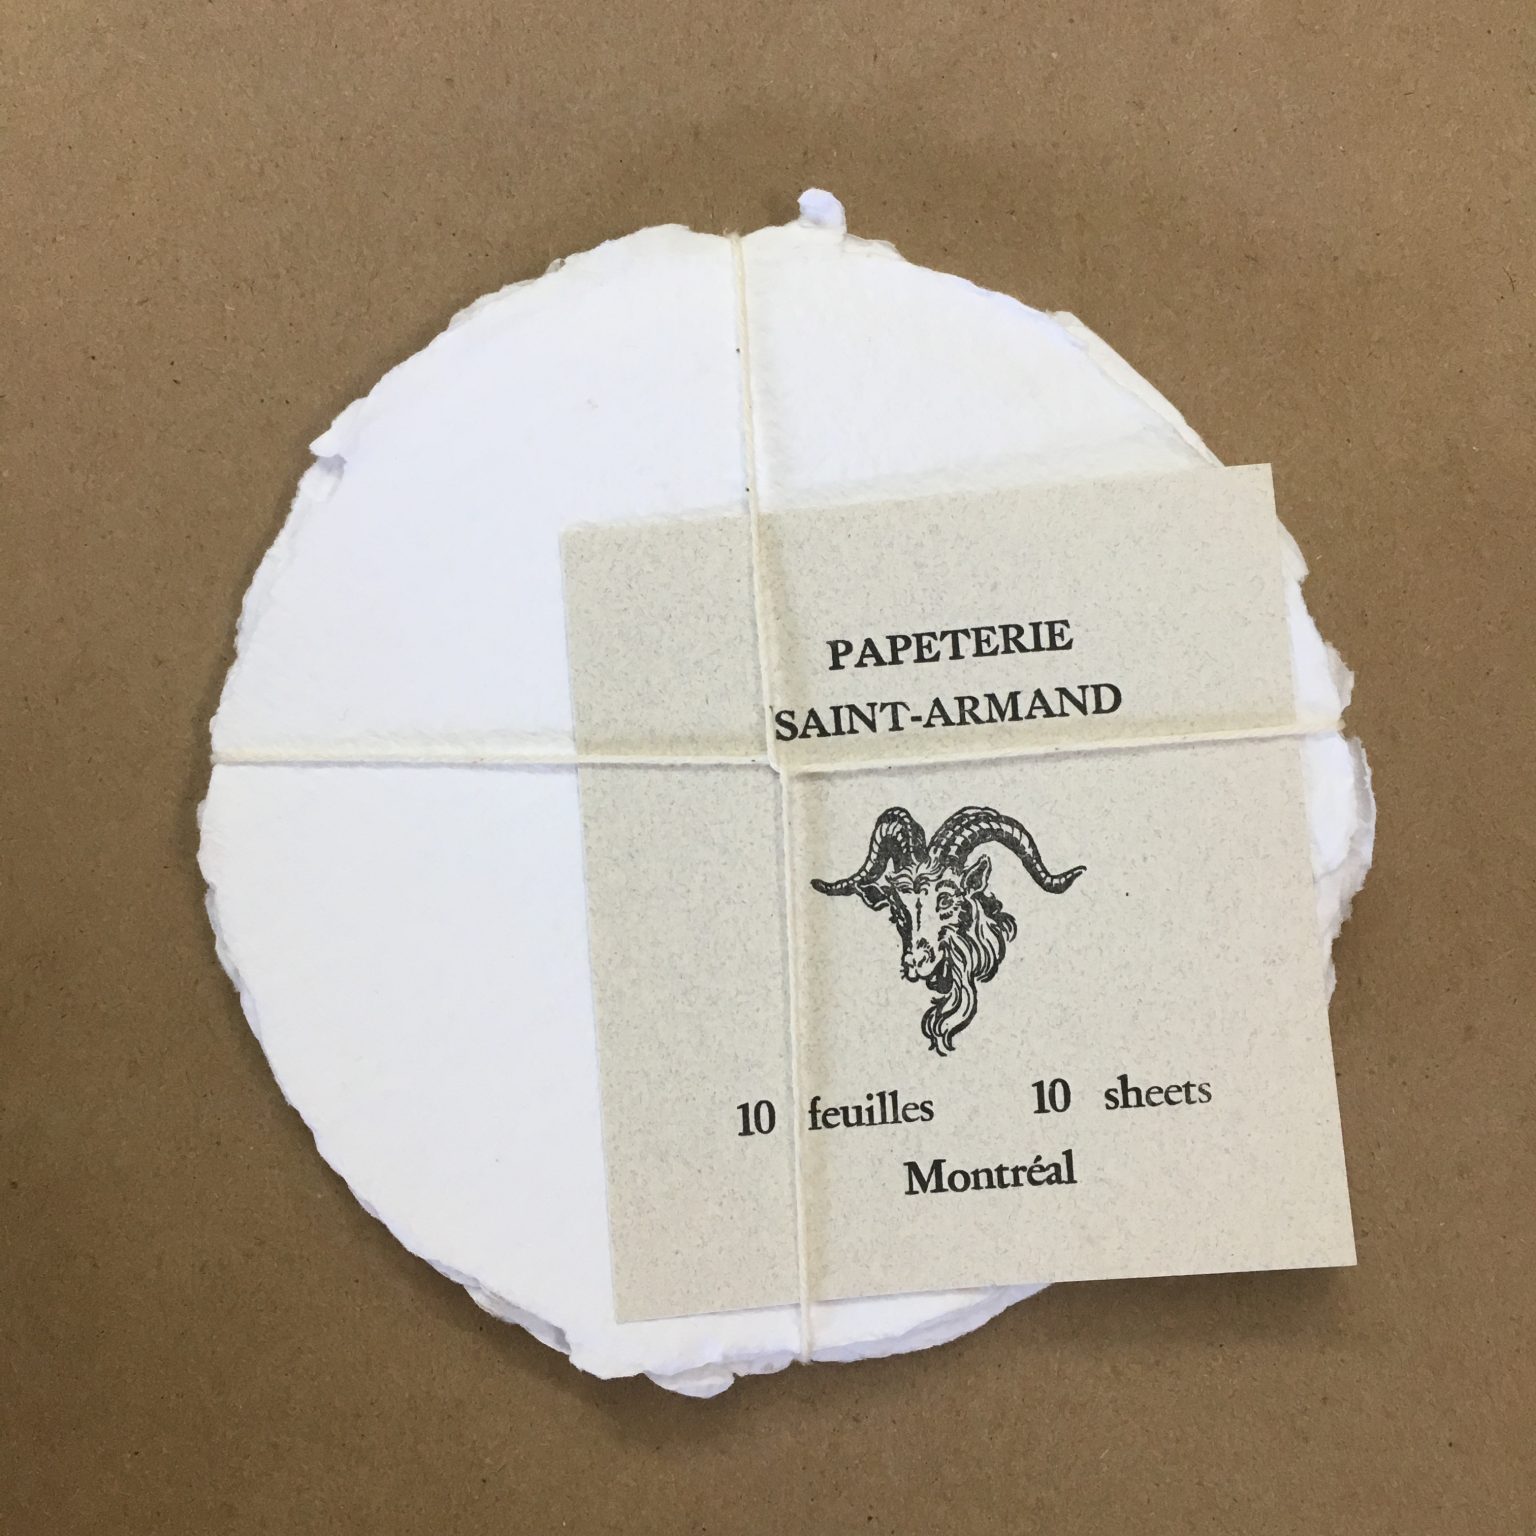 PAPETERIE
SAINT-ARMAND
10 feuilles 10 sheets
Montréal